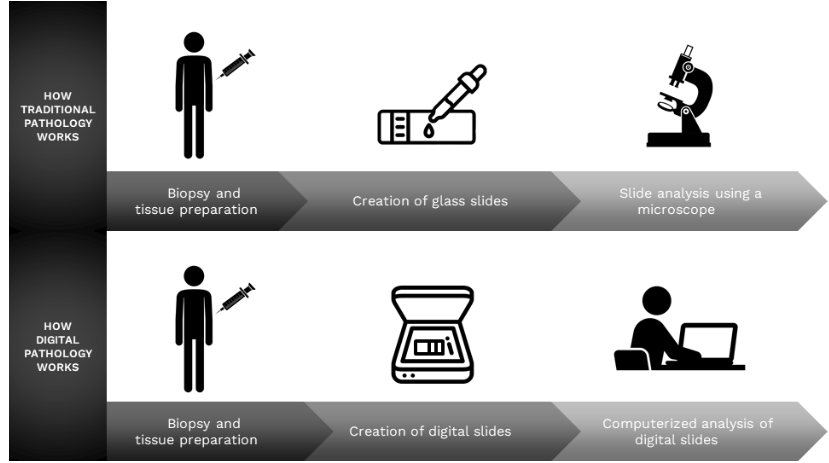 HOW
TRADITIONAL
PATHOLOGY
WORKS
Biopsy and
tissue preparation
Creation of glass slides
Slide analysis using a
microscope
HOW
DIGITAL
PATHOLOGY
WORKS
Biopsy and
tissue preparation
Creation of digital slides
Computerized analysis of
digital slides